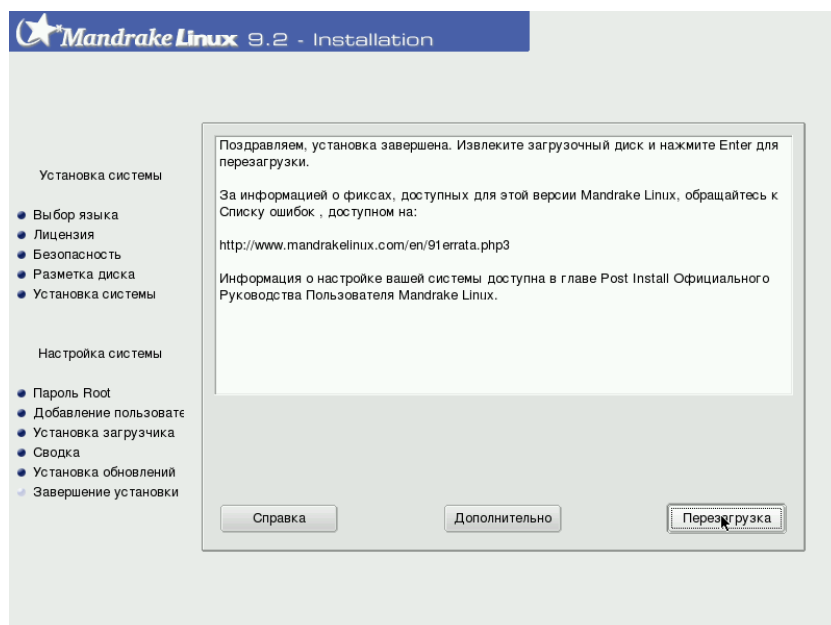 Mandrake Linux 9.2 - Installation
Установка системы
Выбор языка
Лицензия
Безопасность
Разметка диска
Установка системы
Настройка системы
Пароль Root
Добавление пользовате
Установка загрузчика
Сводка
Установка обновлений
Завершение установки
Поздравляем, установка завершена. Извлеките загрузочный диск и нажмите Enter для
перезагрузки.
За информацией о фиксах, доступных для этой версии Mandrake Linux, обращайтесь к
Списку ошибок , доступном на:
http://www.mandrakelinux.com/en/91errata.php3
Информация о настройке вашей системы доступна в главе Post Install Официального
Руководства Пользователя Mandrake Linux.
Справка
Дополнительно
Перезагрузка